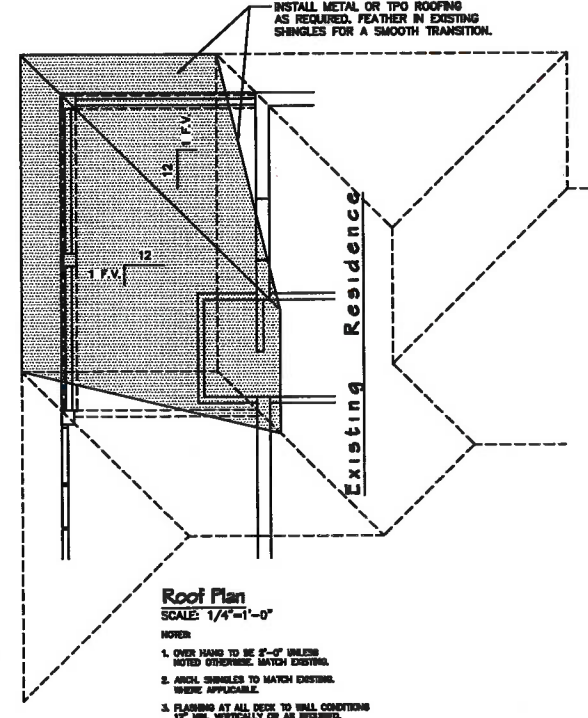 INSTALL METAL OR TPO ROOFING
AS REQUIRED. FEATHER IN EXISTING
SHINGLES FOR A SMOOTH TRANSITION.
1 F.V.
12
12
1 F.V.
Existing Residence
Roof Plan
SCALE: 1/4"=1'-0"
NOTES:
1. OVER HANG TO BE 2'-0" UNLESS
NOTED OTHERWISE. MATCH EXISTING.
2. ARCH. SHINGLES TO MATCH EXISTING.
WHERE APPLICABLE.
3. FLASHING AT ALL DECK TO WALL CONDITIONS
12" MIN. VERTICALLY OR AS REQUIRED.